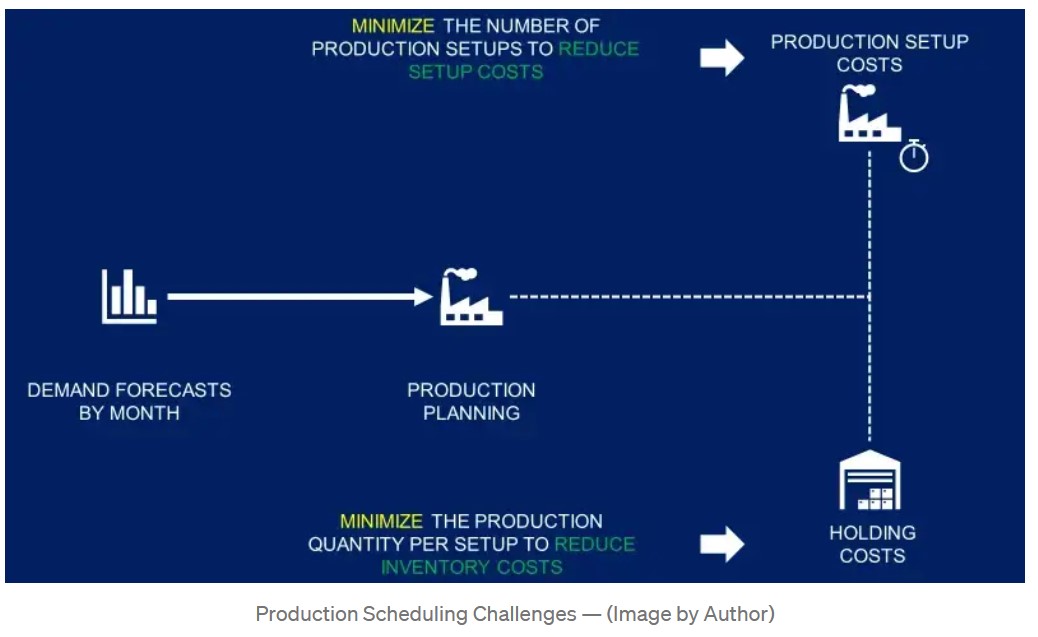 MINIMIZE THE NUMBER OF
PRODUCTION SETUPS TO REDUCE
SETUP COSTS
PRODUCTION SETUP
COSTS
DEMAND FORECASTS
BY MONTH
PRODUCTION
PLANNING
MINIMIZE THE PRODUCTION
QUANTITY PER SETUP TO REDUCE
INVENTORY COSTS
HOLDING
COSTS
Production Scheduling Challenges — (Image by Author)